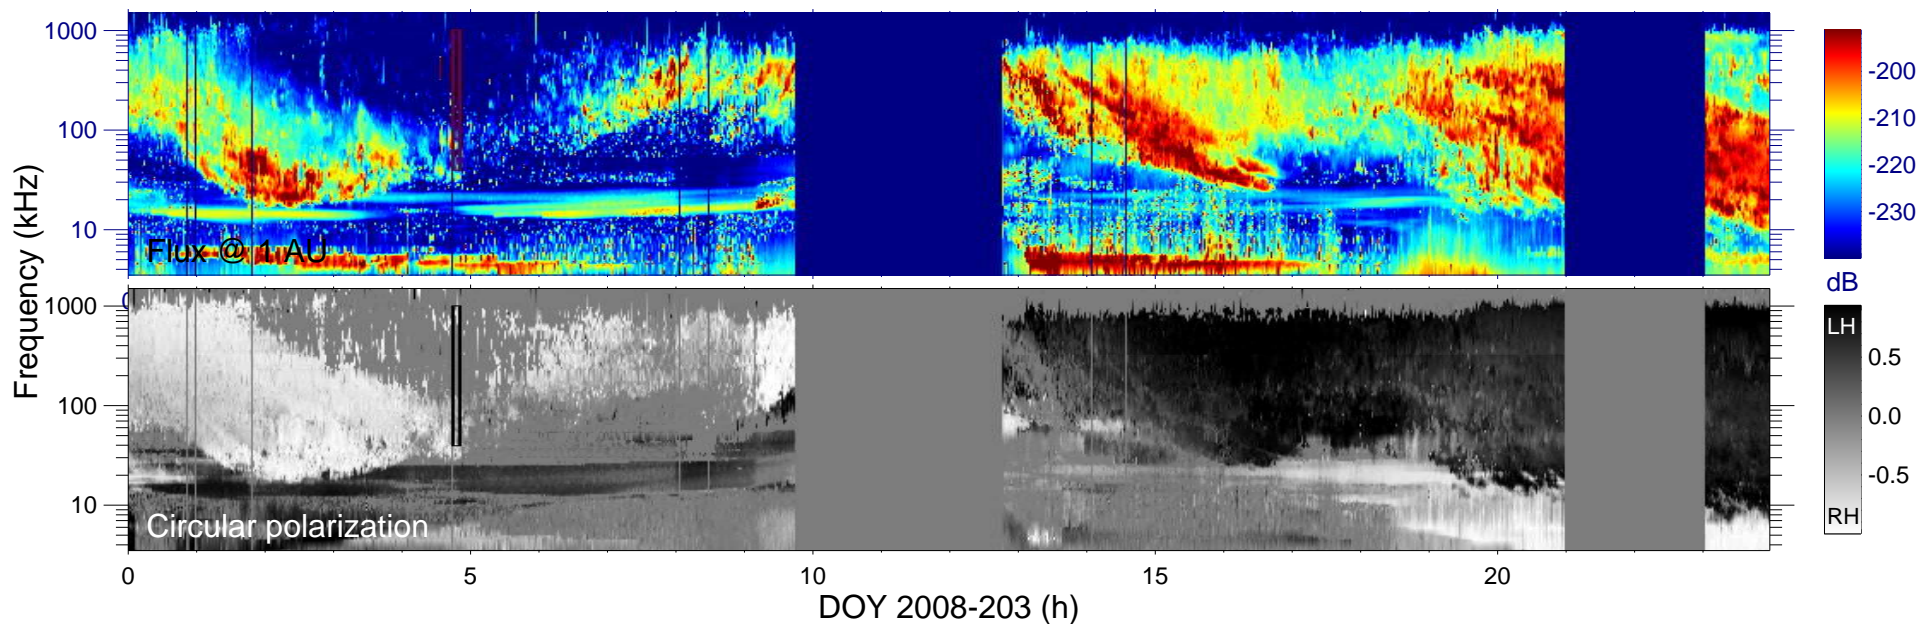 1000
100
10
Flux @ 1 AU
-200
-210
-220
-230
dB
0
1000
100
10
Circular polarization
LH
0.5
0.0
-0.5
RH
Frequency (kHz)
0 5 10 15 20
DOY 2008-203 (h)